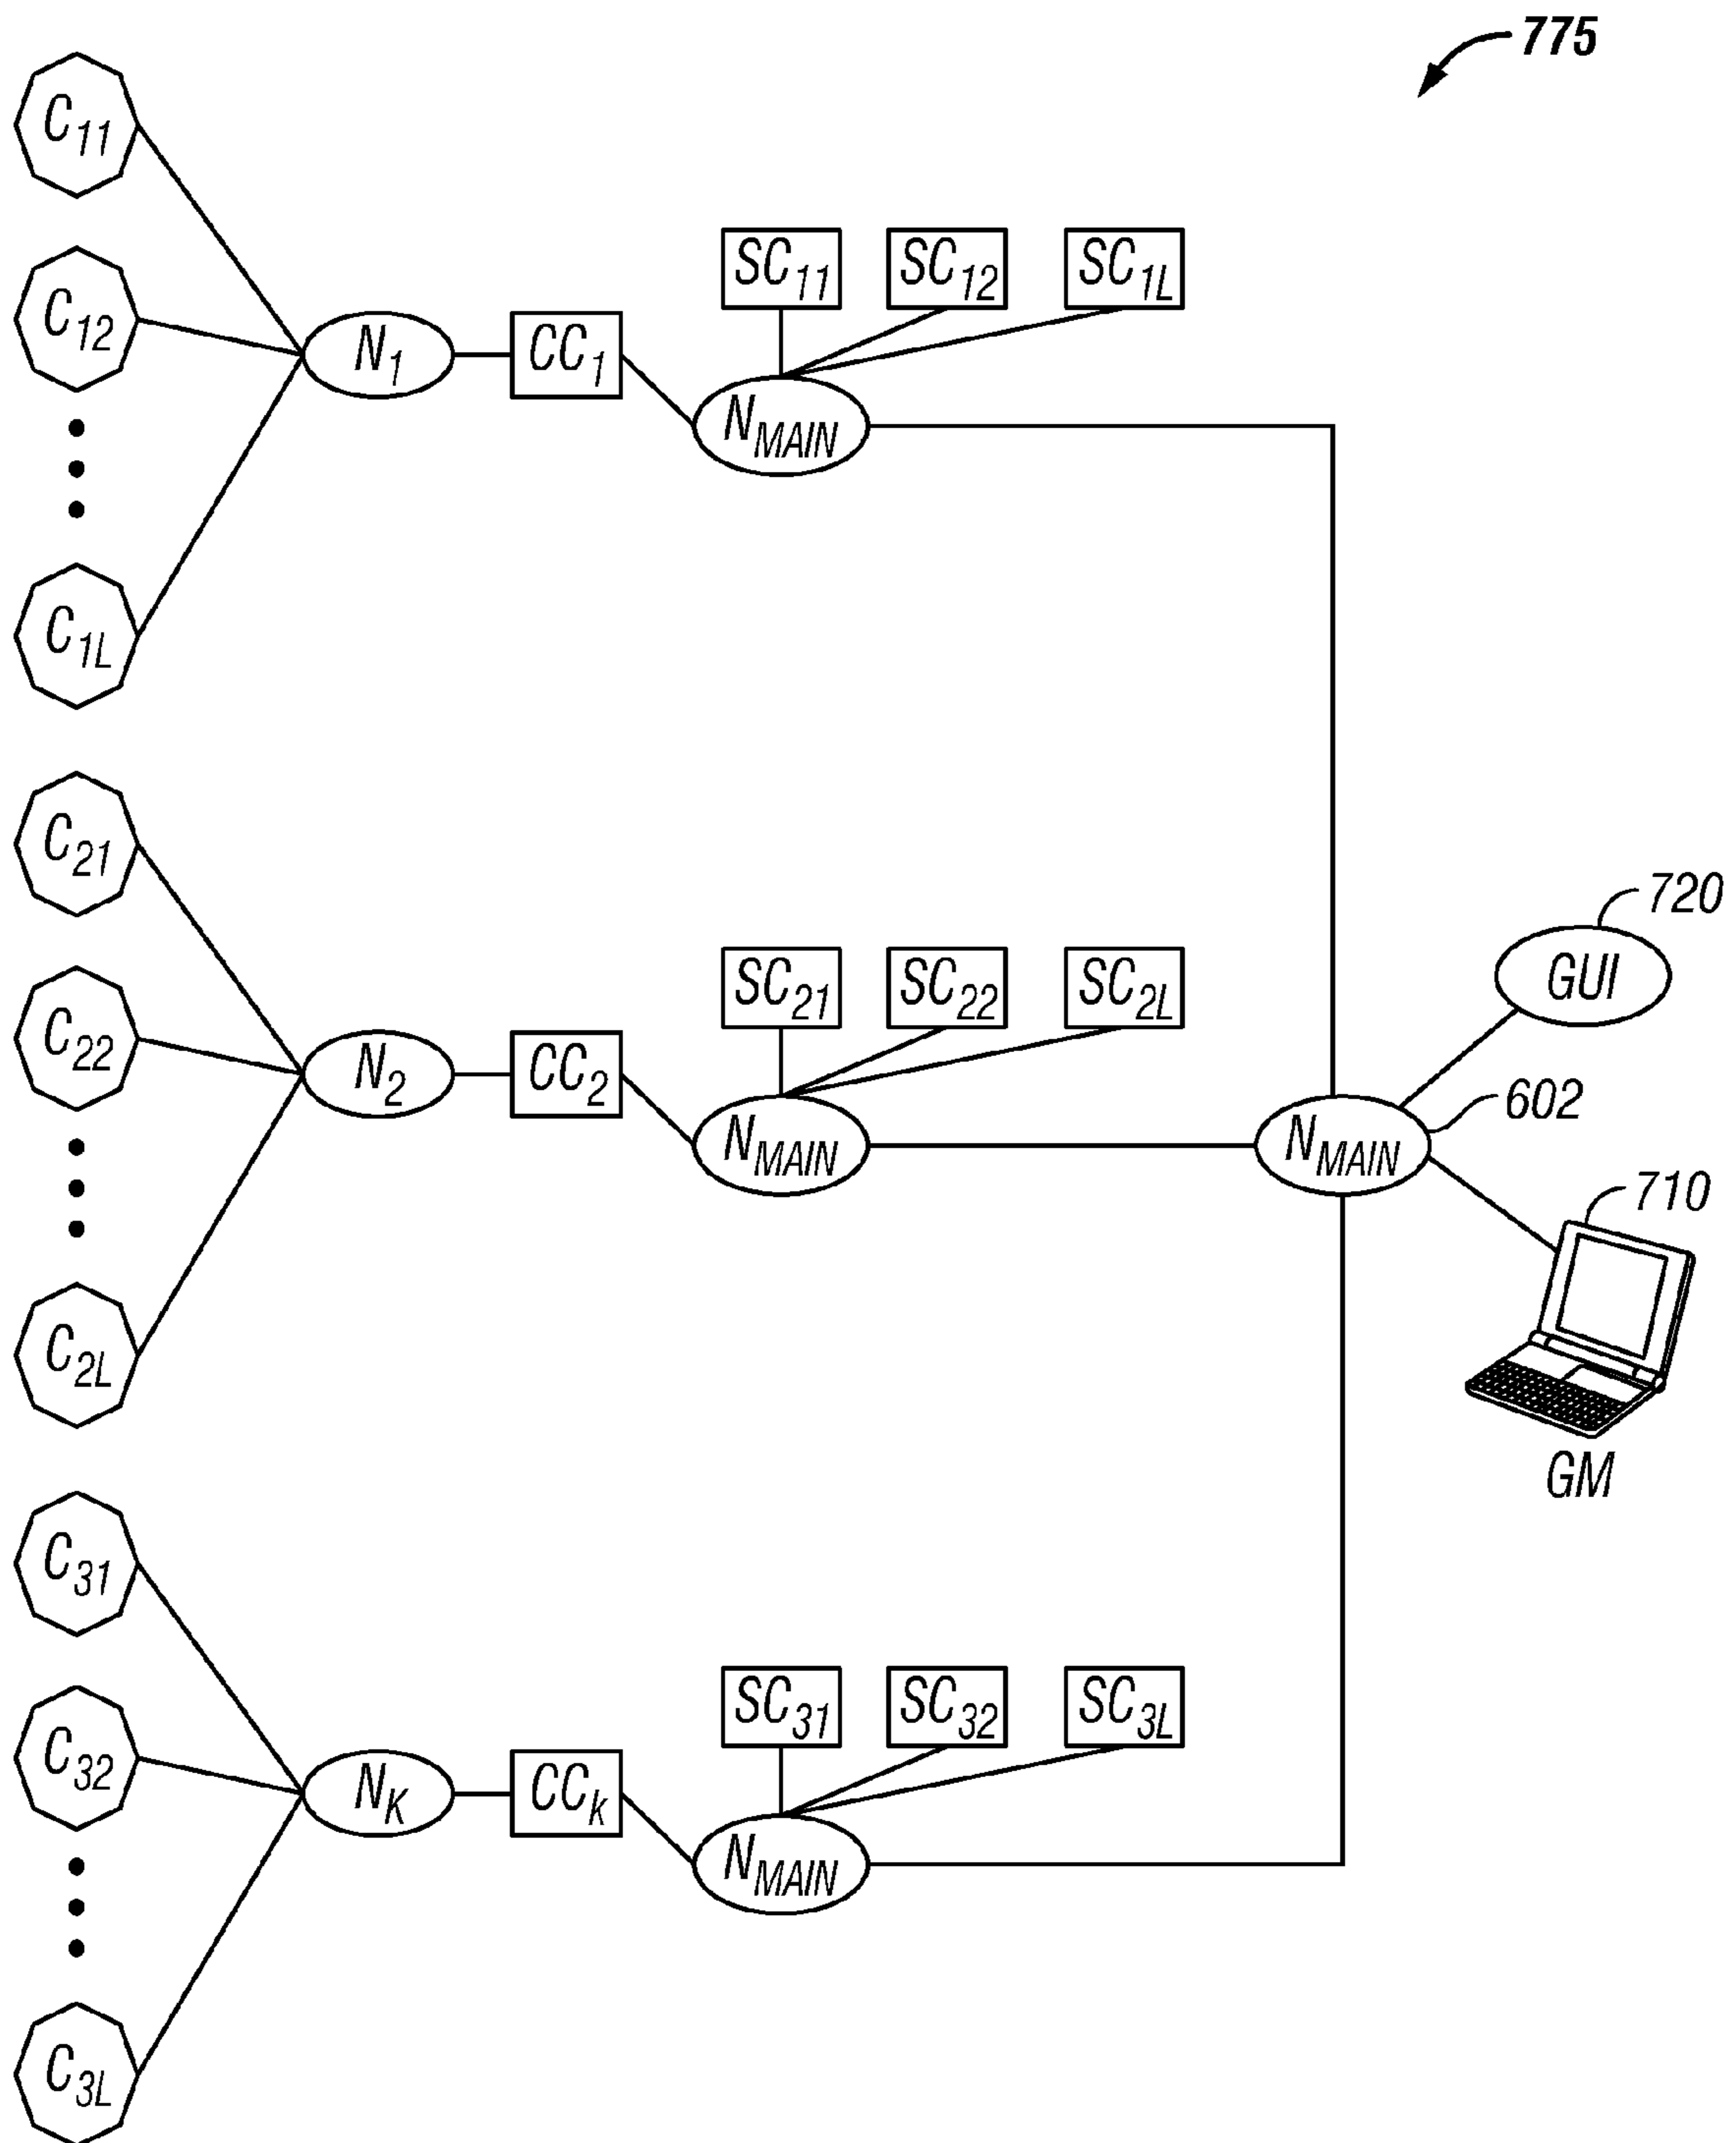 775
C11
SC11 SC12 SC1L
C12
N1 CC1
NMAIN
C1L
C21
720
SC21 SC22 SC2L
GUI
C22
N2 CC2
602
NMAIN NMAIN
710
C2L
GM
C31
SC31 SC32 SC3L
C32
NK CCk
NMAIN
C3L